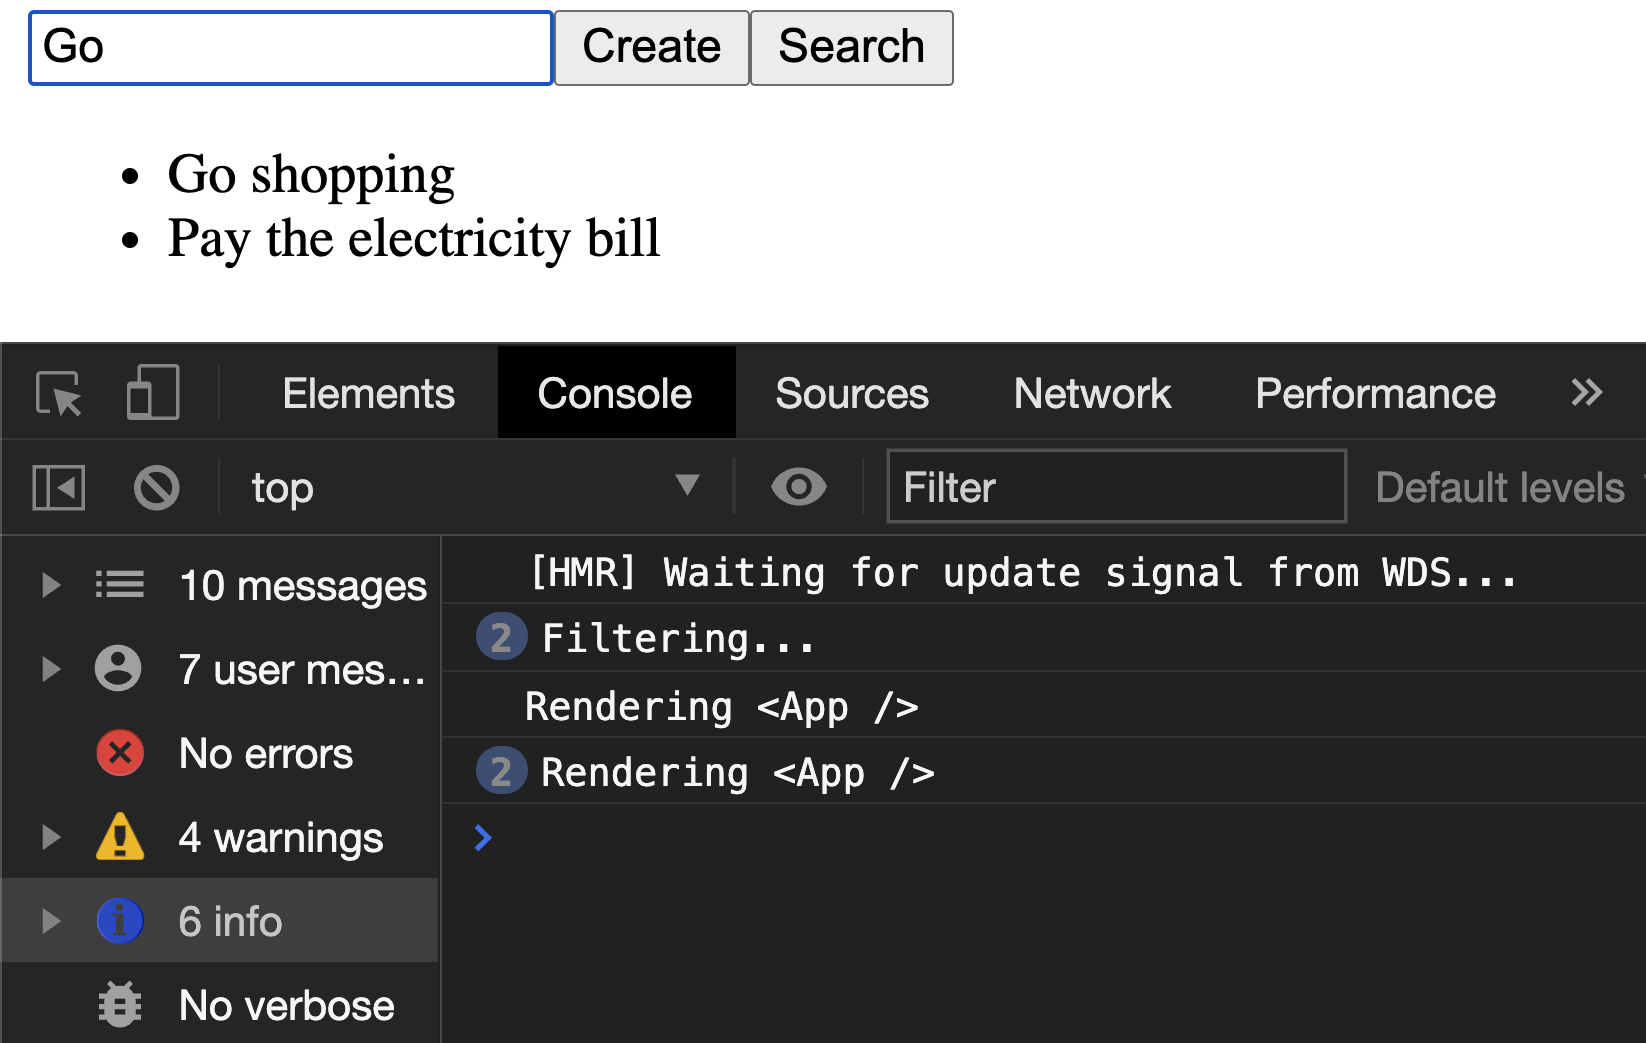 Go Create Search
Go shopping
Pay the electricity bill
Elements Console Sources Network Performance
top Filter Default levels
10 messages
7 user mes...
No errors
4 warnings
6 info
No verbose
[HMR] Waiting for update signal from WDS...
2 Filtering...
Rendering <App />
2 Rendering <App />